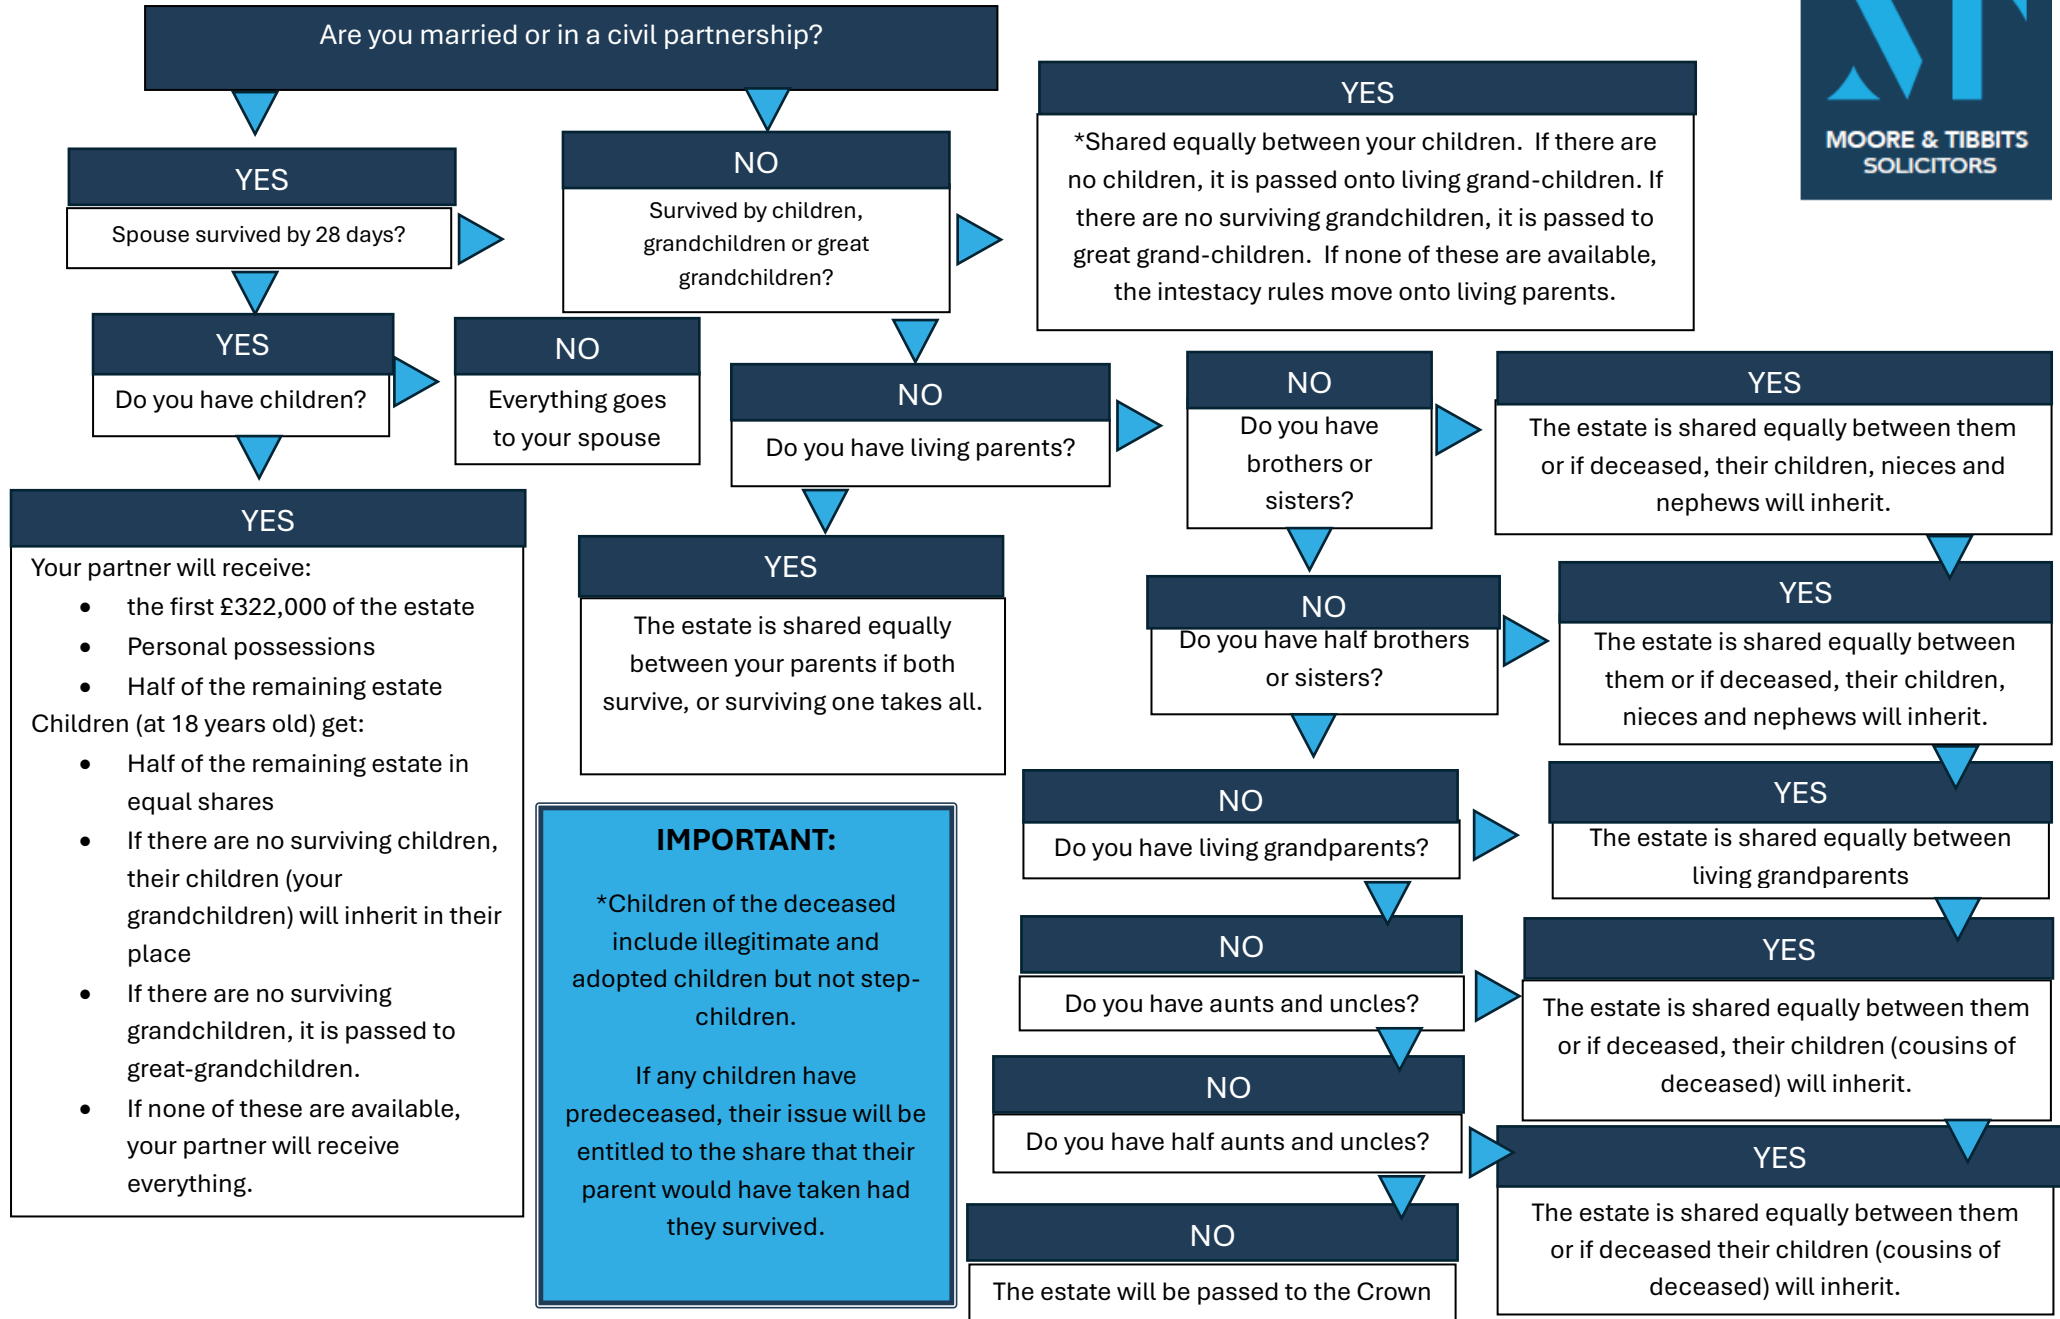 Are you married or in a civil partnership?
MOORE & TIBBITS
SOLICITORS
YES
Spouse survived by 28 days?
NO
Survived by children,
grandchildren or great
grandchildren?
YES
*Shared equally between your children. If there are
no children, it is passed onto living grand-children. If
there are no surviving grandchildren, it is passed to
great grand-children. If none of these are available,
the intestacy rules move onto living parents.
YES
Do you have children?
NO
Everything goes
to your spouse
NO
Do you have living parents?
NO
Do you have
brothers or
sisters?
YES
The estate is shared equally between them
or if deceased, their children, nieces and
nephews will inherit.
YES
Your partner will receive:
• the first £322,000 of the estate
• Personal possessions
• Half of the remaining estate
Children (at 18 years old) get:
• Half of the remaining estate in
equal shares
• If there are no surviving children,
their children (your
grandchildren) will inherit in their
place
• If there are no surviving
grandchildren, it is passed to
great-grandchildren.
• If none of these are available,
your partner will receive
everything.
YES
The estate is shared equally
between your parents if both
survive, or surviving one takes all.
NO
Do you have half brothers
or sisters?
YES
The estate is shared equally between
them or if deceased, their children,
nieces and nephews will inherit.
IMPORTANT:
*Children of the deceased
include illegitimate and
adopted children but not step-
children.
If any children have
predeceased, their issue will be
entitled to the share that their
parent would have taken had
they survived.
NO
Do you have living grandparents?
YES
The estate is shared equally between
living grandparents
NO
Do you have aunts and uncles?
YES
The estate is shared equally between them
or if deceased, their children (cousins of
deceased) will inherit.
NO
Do you have half aunts and uncles?
YES
The estate is shared equally between them
or if deceased their children (cousins of
deceased) will inherit.
NO
The estate will be passed to the Crown